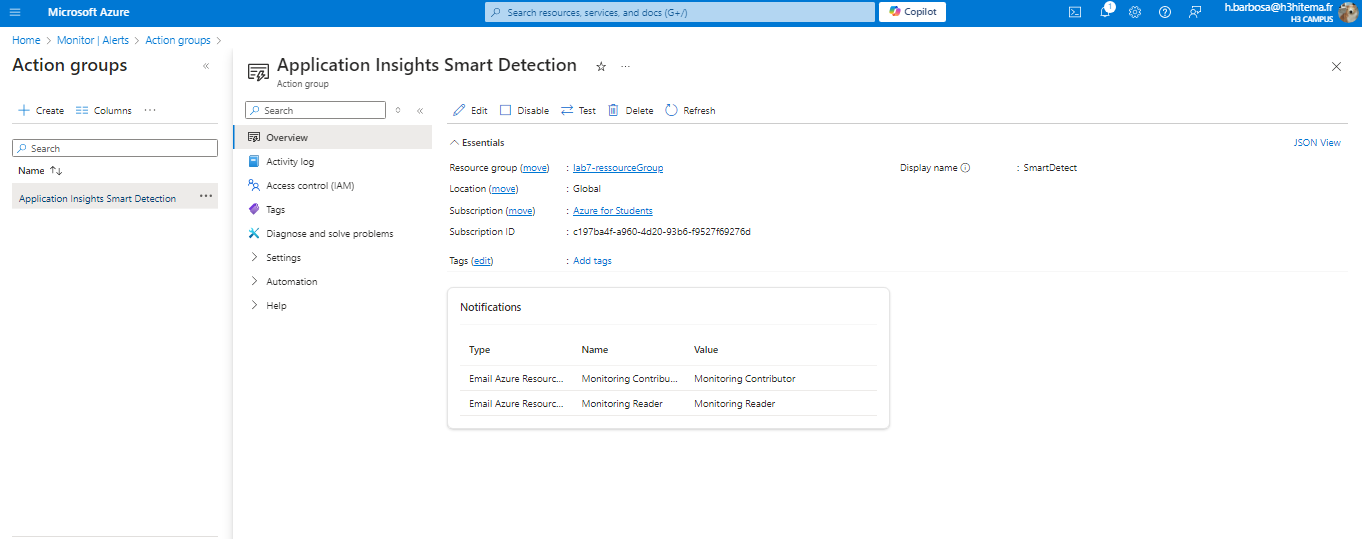 Microsoft Azure
Search resources, services, and docs (G+/)
Copilot
1
h.barbosa@h3hitema.fr
H3 CAMPUS
Home > Monitor | Alerts > Action groups >
Action groups
«
Create
Columns
...
Search
Name ↑↓
Application Insights Smart Detection
...
Application Insights Smart Detection
...
Action group
Search
«
Overview
Activity log
Access control (IAM)
Tags
Diagnose and solve problems
Settings
Automation
Help
Edit
Disable
Test
Delete
Refresh
Essentials
JSON View
Resource group (move) : lab7-ressourceGroup
Display name : SmartDetect
Location (move) : Global
Subscription (move) : Azure for Students
Subscription ID : c197ba4f-a960-4d20-93b6-f9527f69276d
Tags (edit) : Add tags
Notifications
Type Name Value
Email Azure Resourc... Monitoring Contribu... Monitoring Contributor
Email Azure Resourc... Monitoring Reader Monitoring Reader